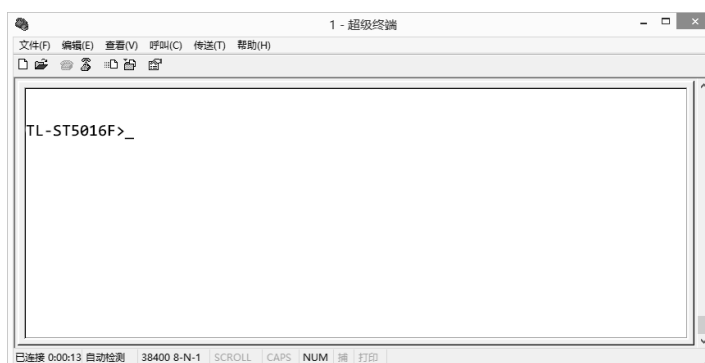 1 - 超级终端
文件(F) 编辑(E) 查看(V) 呼叫(C) 传送(T) 帮助(H)
TL-ST5016F>_
已连接 0:00:13 自动检测 38400 8-N-1 SCROLL CAPS NUM 捕 打印